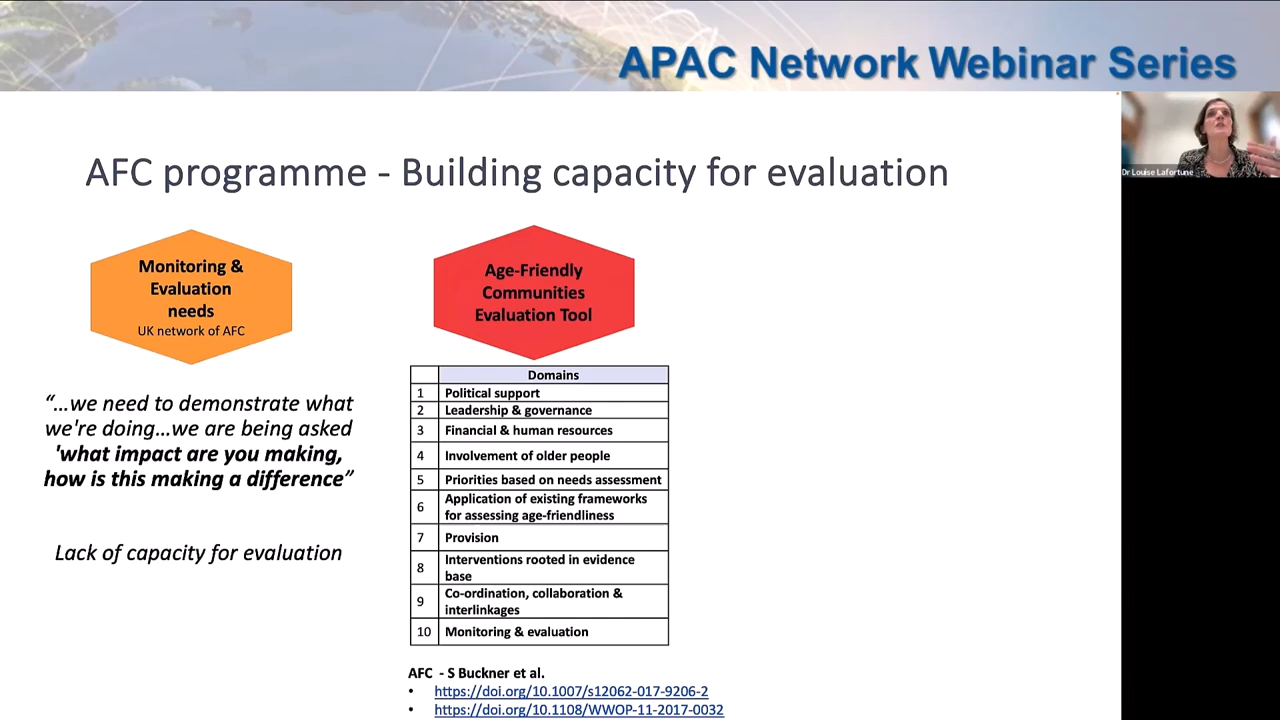 APAC Network Webinar Series
Dr Louise Lafortune
AFC programme - Building capacity for evaluation
Monitoring &
Evaluation
needs
UK network of AFC
“…we need to demonstrate what
we're doing…we are being asked
'what impact are you making,
how is this making a difference”
Lack of capacity for evaluation
Age-Friendly
Communities
Evaluation Tool
Domains
1 Political support
2 Leadership & governance
3 Financial & human resources
4 Involvement of older people
5 Priorities based on needs assessment
6 Application of existing frameworks
for assessing age-friendliness
7 Provision
8 Interventions rooted in evidence
base
9 Co-ordination, collaboration &
interlinkages
10 Monitoring & evaluation
AFC - S Buckner et al.
• https://doi.org/10.1007/s12062-017-9206-2
• https://doi.org/10.1108/WWOP-11-2017-0032